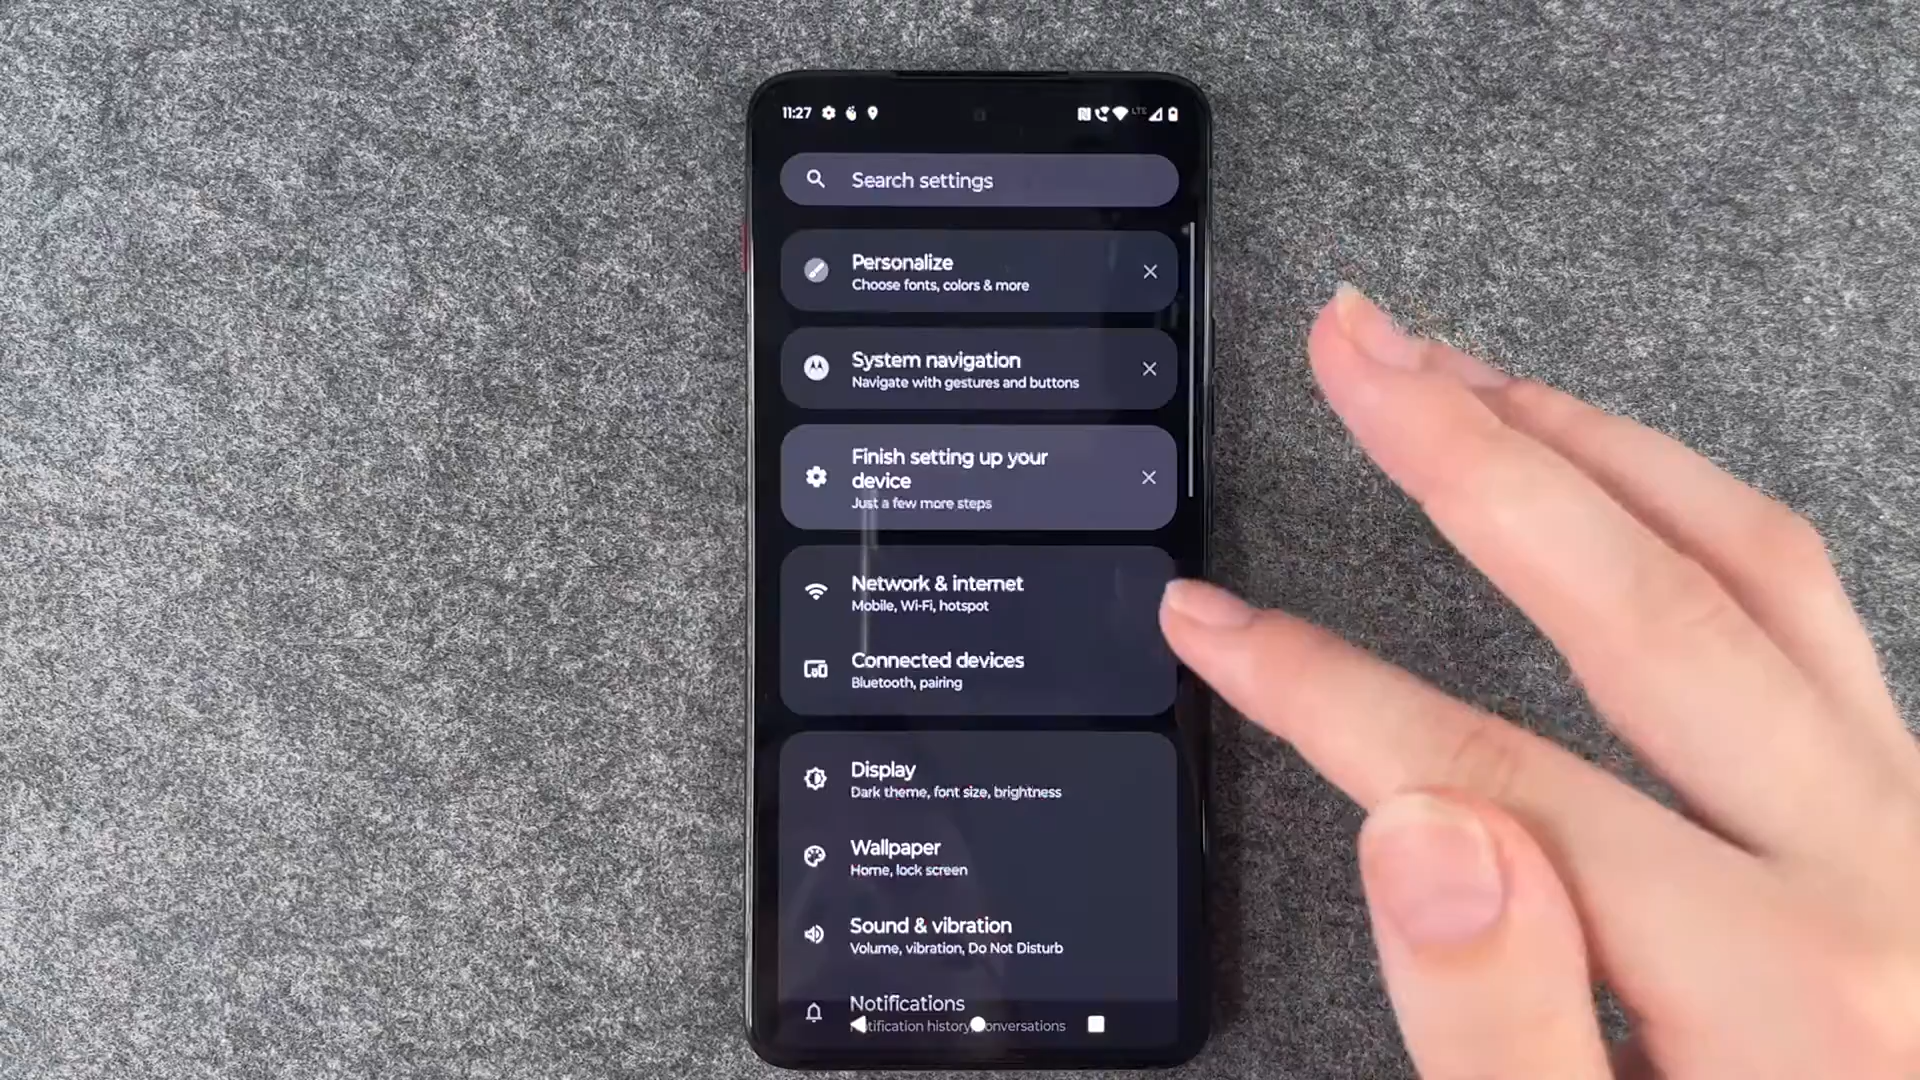 11:27
LTE
Search settings
Personalize
Choose fonts, colors & more
System navigation
Navigate with gestures and buttons
Finish setting up your
device
Just a few more steps
Network & internet
Mobile, Wi-Fi, hotspot
Connected devices
Bluetooth, pairing
Display
Dark theme, font size, brightness
Wallpaper
Home, lock screen
Sound & vibration
Volume, vibration, Do Not Disturb
Notifications
Notification history, conversations